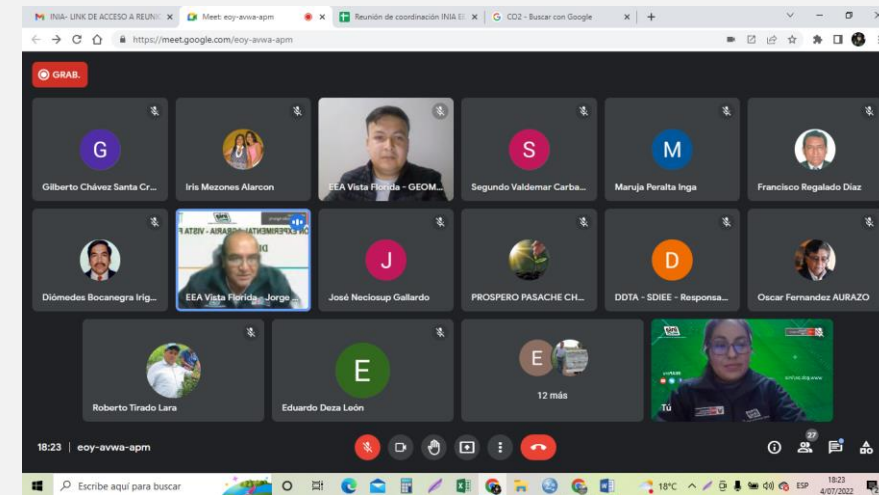 INIA- LINK DE ACCESO A REUNIC
Meet: eoy-avwa-apm
Reunión de coordinación INIA EE
CO2 - Buscar con Google
https://meet.google.com/eoy-avwa-apm
GRAB.
G
S
M
Gilberto Chávez Santa Cr...
Iris Mezones Alarcon
EEA Vista Florida - GEOM...
Segundo Valdemar Carba...
Maruja Peralta Inga
Francisco Regalado Diaz
J
D
Diómedes Bocanegra Irig...
EEA Vista Florida - Jorge ...
José Neciosup Gallardo
PROSPERO PASACHE CH...
DDTA - SDIEE - Responsa...
Oscar Fernandez AURAZO
E
E
12 más
Roberto Tirado Lara
Eduardo Deza León
Tú
18:23 | eoy-avwa-apm
27
Escribe aquí para buscar
18°C
ESP
18:23
4/07/2022